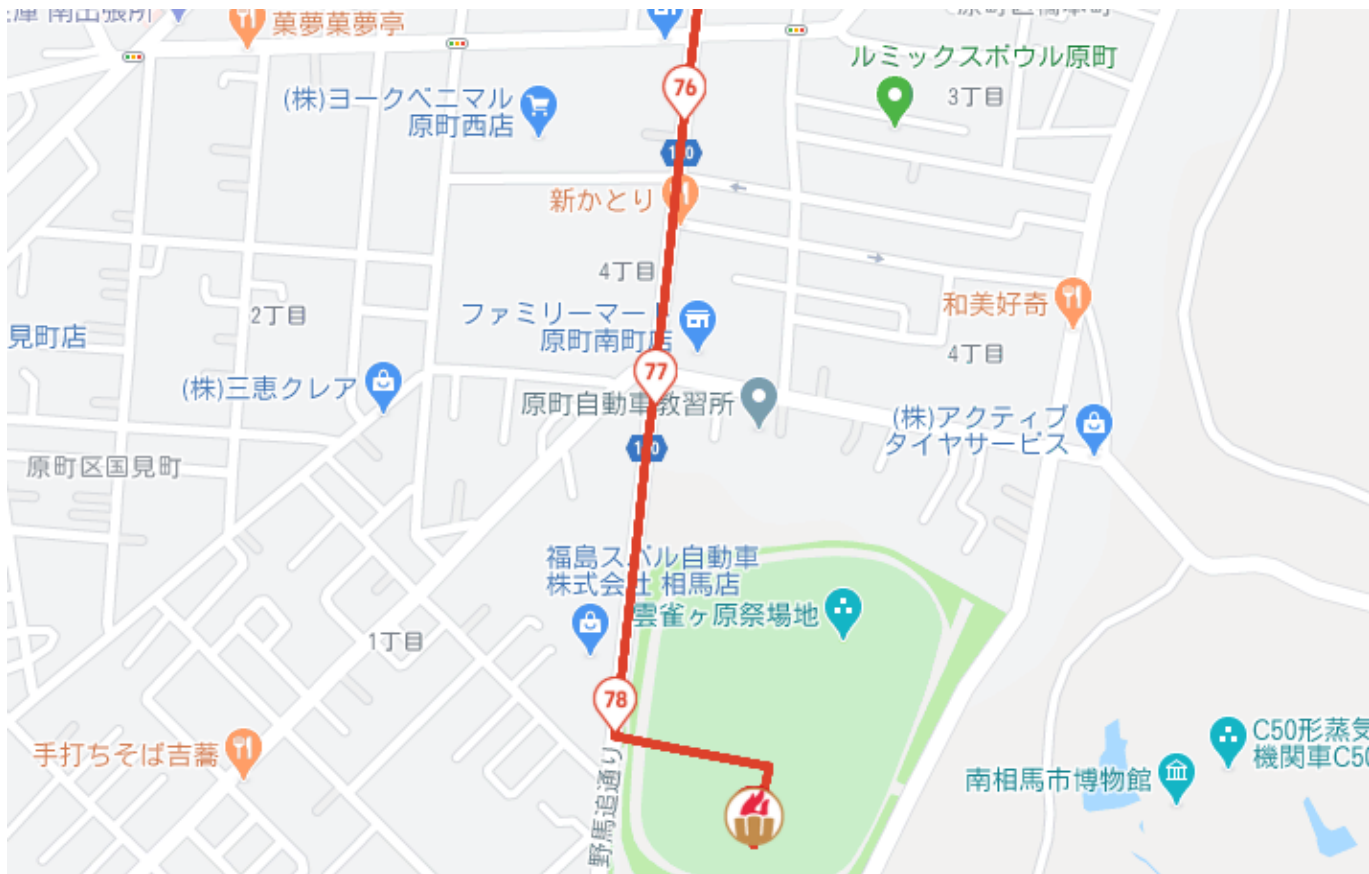 南出張所
菓夢菓夢亭
ルミックスボウル原町
76
3丁目
(株)ヨークベニマル
原町西店
新かとり
4丁目
2丁目
和美好奇
ファミリーマー
原町南町店
見町店
4丁目
77
(株)三恵クレア
原町自動車教習所
(株)アクティブ
タイヤサービス
原町区国見町
福島スバル自動車
株式会社 相馬店
雲雀ヶ原祭場地
1丁目
78
手打ちそば吉蕎
野馬追通り
C50形蒸気
機関車C50
南相馬市博物館